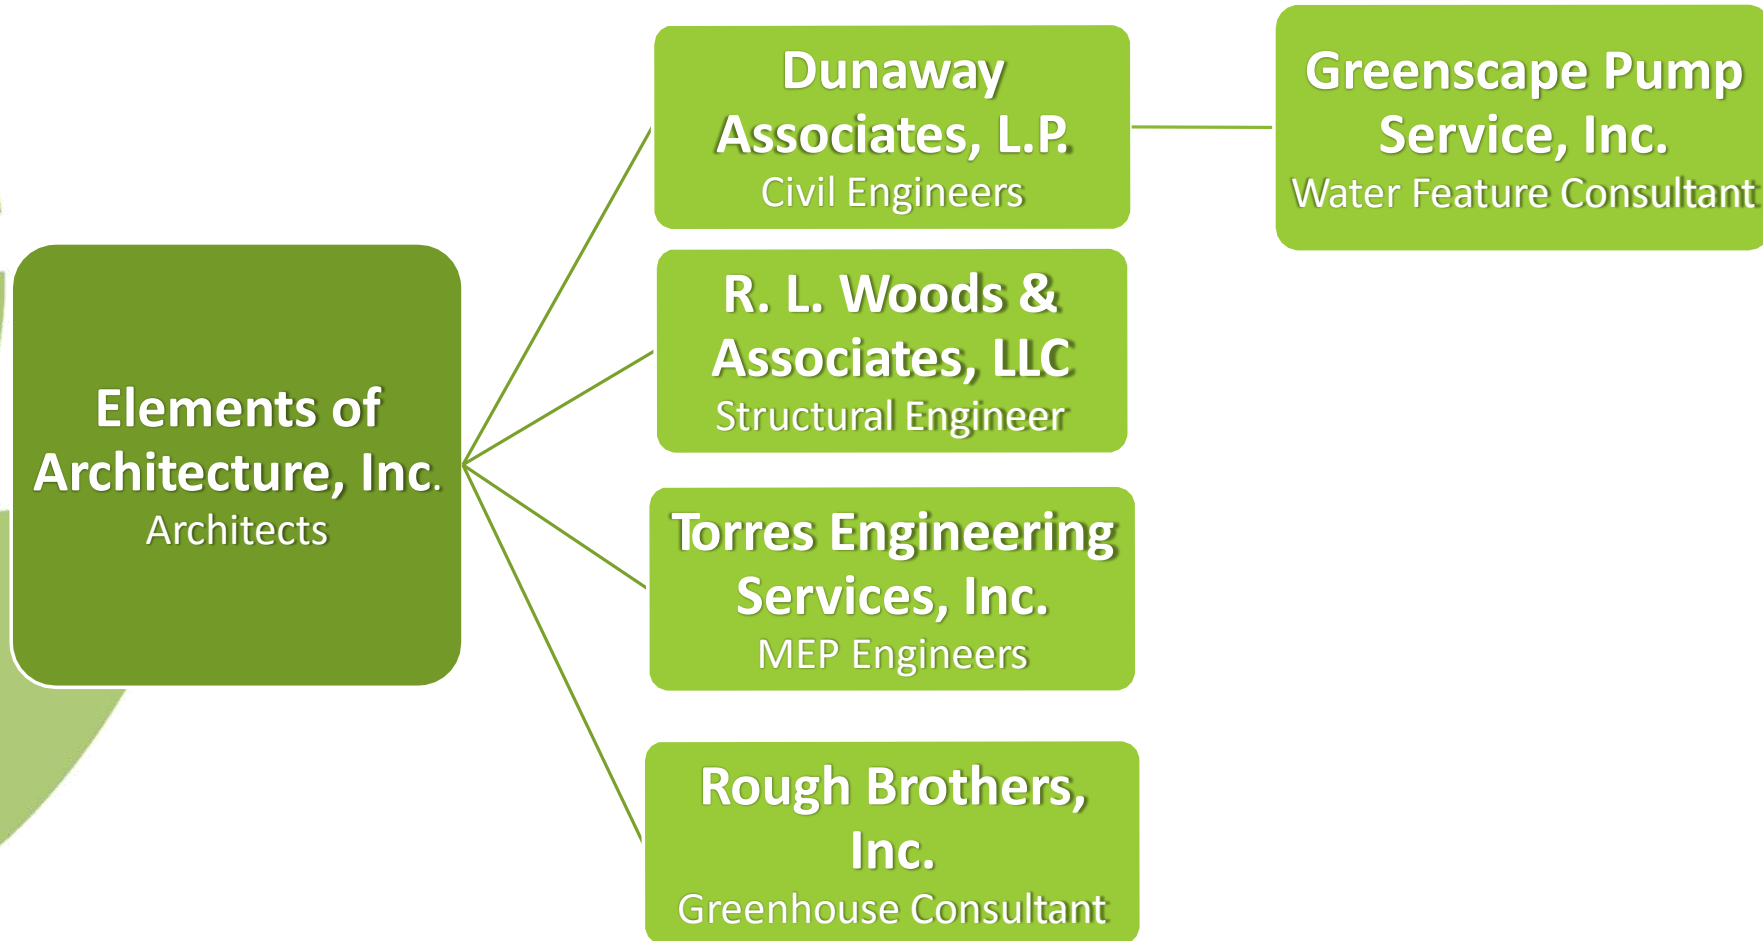 Dunaway
Associates, L.P.
Civil Engineers
Greenscape Pump
Service, Inc.
Water Feature Consultant
R. L. Woods &
Associates, LLC
Structural Engineer
Elements of
Architecture, Inc.
Architects
Torres Engineering
Services, Inc.
MEP Engineers
Rough Brothers,
Inc.
Greenhouse Consultant